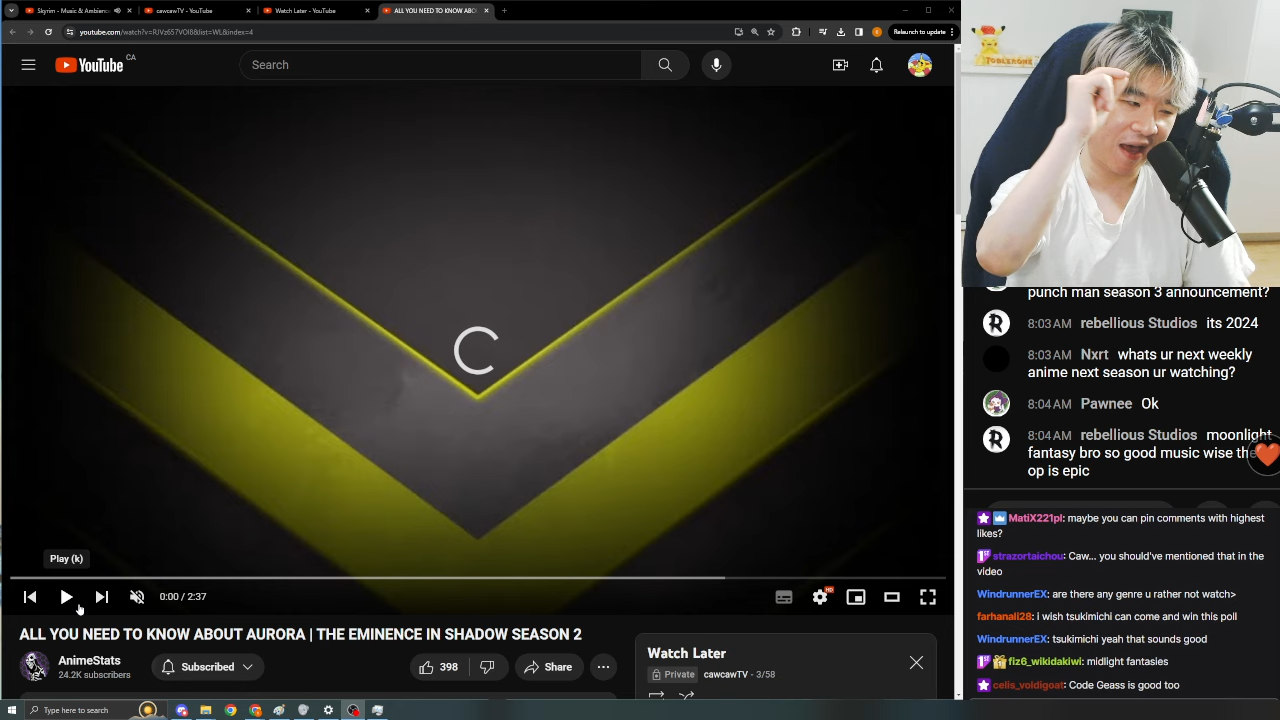 Skyrim - Music & Ambience
cawcawTV - YouTube
Watch Later - YouTube
ALL YOU NEED TO KNOW ABO
youtube.com/watch?v=RJVz657VOI8&list=WL&index=4
Relaunch to update
YouTube CA
Search
TOBLERONE
punch man season 3 announcement?
8:03 AM rebellious Studios its 2024
8:03 AM Nxrt whats ur next weekly
anime next season ur watching?
8:04 AM Pawnee Ok
8:04 AM rebellious Studios moonlight
fantasy bro so good music wise the
op is epic
MatiX221pl: maybe you can pin comments with highest
likes?
strazortaichou: Caw... you should've mentioned that in the
video
WindrunnerEX: are there any genre u rather not watch>
farhanali28: i wish tsukimichi can come and win this poll
WindrunnerEX: tsukimichi yeah that sounds good
fiz6_wikidakiwi: midlight fantasies
celis_voldigoat: Code Geass is good too
Play (k)
0:00 / 2:37
HD
ALL YOU NEED TO KNOW ABOUT AURORA | THE EMINENCE IN SHADOW SEASON 2
AnimeStats
24.2K subscribers
Subscribed
398
Share
Watch Later
Private cawcawTV - 3/58
Type here to search